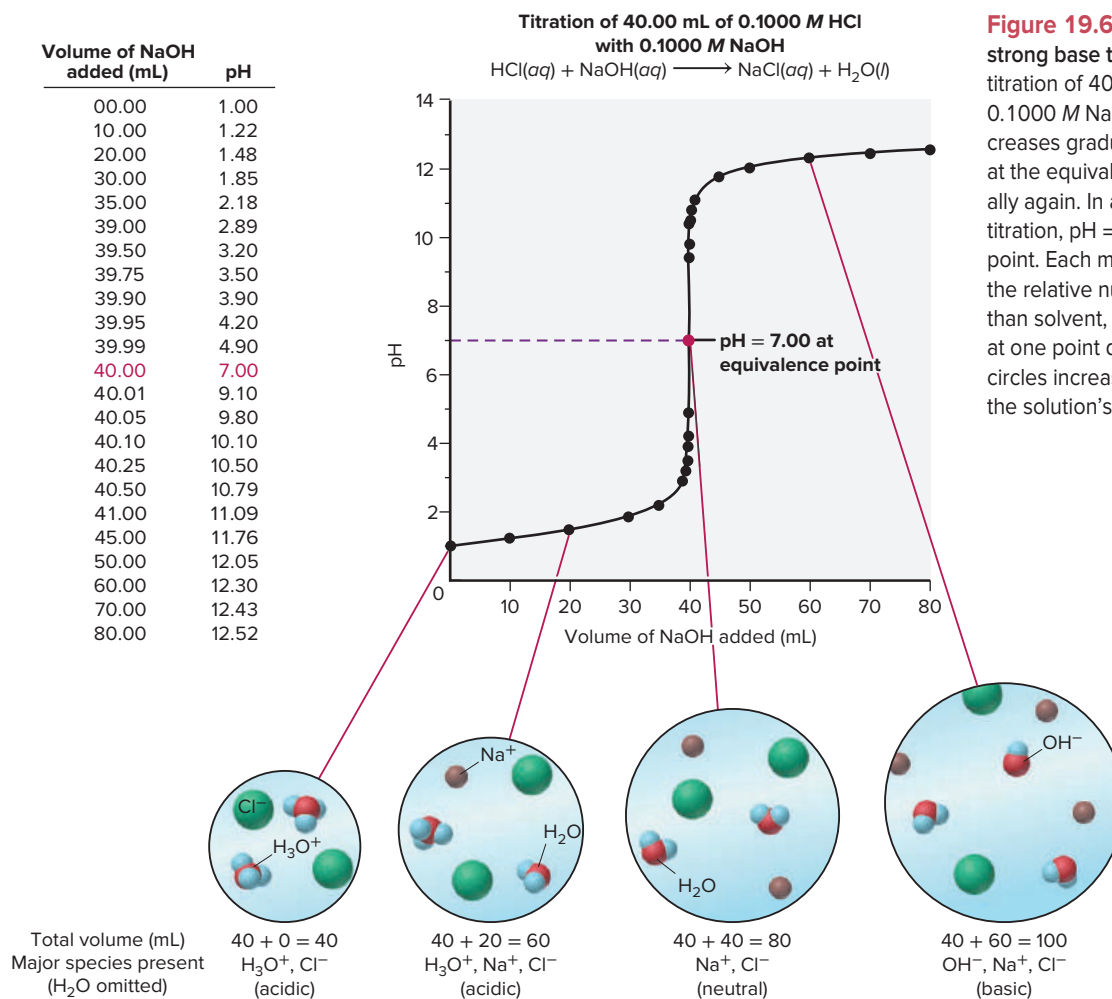 Volume of NaOH
added (mL) pH
00.00 1.00
10.00 1.22
20.00 1.48
30.00 1.85
35.00 2.18
39.00 2.89
39.50 3.20
39.75 3.50
39.90 3.90
39.95 4.20
39.99 4.90
40.00 7.00
40.01 9.10
40.05 9.80
40.10 10.10
40.25 10.50
40.50 10.79
41.00 11.09
45.00 11.76
50.00 12.05
60.00 12.30
70.00 12.43
80.00 12.52
Titration of 40.00 mL of 0.1000 M HCl
with 0.1000 M NaOH
HCl(aq) + NaOH(aq) ⟶ NaCl(aq) + H₂O(l)
14
12
10
8
6
4
2
0
pH
pH = 7.00 at
equivalence point
10 20 30 40 50 60 70 80
Volume of NaOH added (mL)
Figure 19.6
strong base t
titration of 40
0.1000 M Na
creases gradu
at the equival
ally again. In a
titration, pH =
point. Each m
the relative nu
than solvent,
at one point d
circles increas
the solution's
Cl⁻
H₃O⁺
Na⁺
H₂O
H₂O
OH⁻
Total volume (mL) 40 + 0 = 40 40 + 20 = 60 40 + 40 = 80 40 + 60 = 100
Major species present H₃O⁺, Cl⁻ H₃O⁺, Na⁺, Cl⁻ Na⁺, Cl⁻ OH⁻, Na⁺, Cl⁻
(H₂O omitted) (acidic) (acidic) (neutral) (basic)